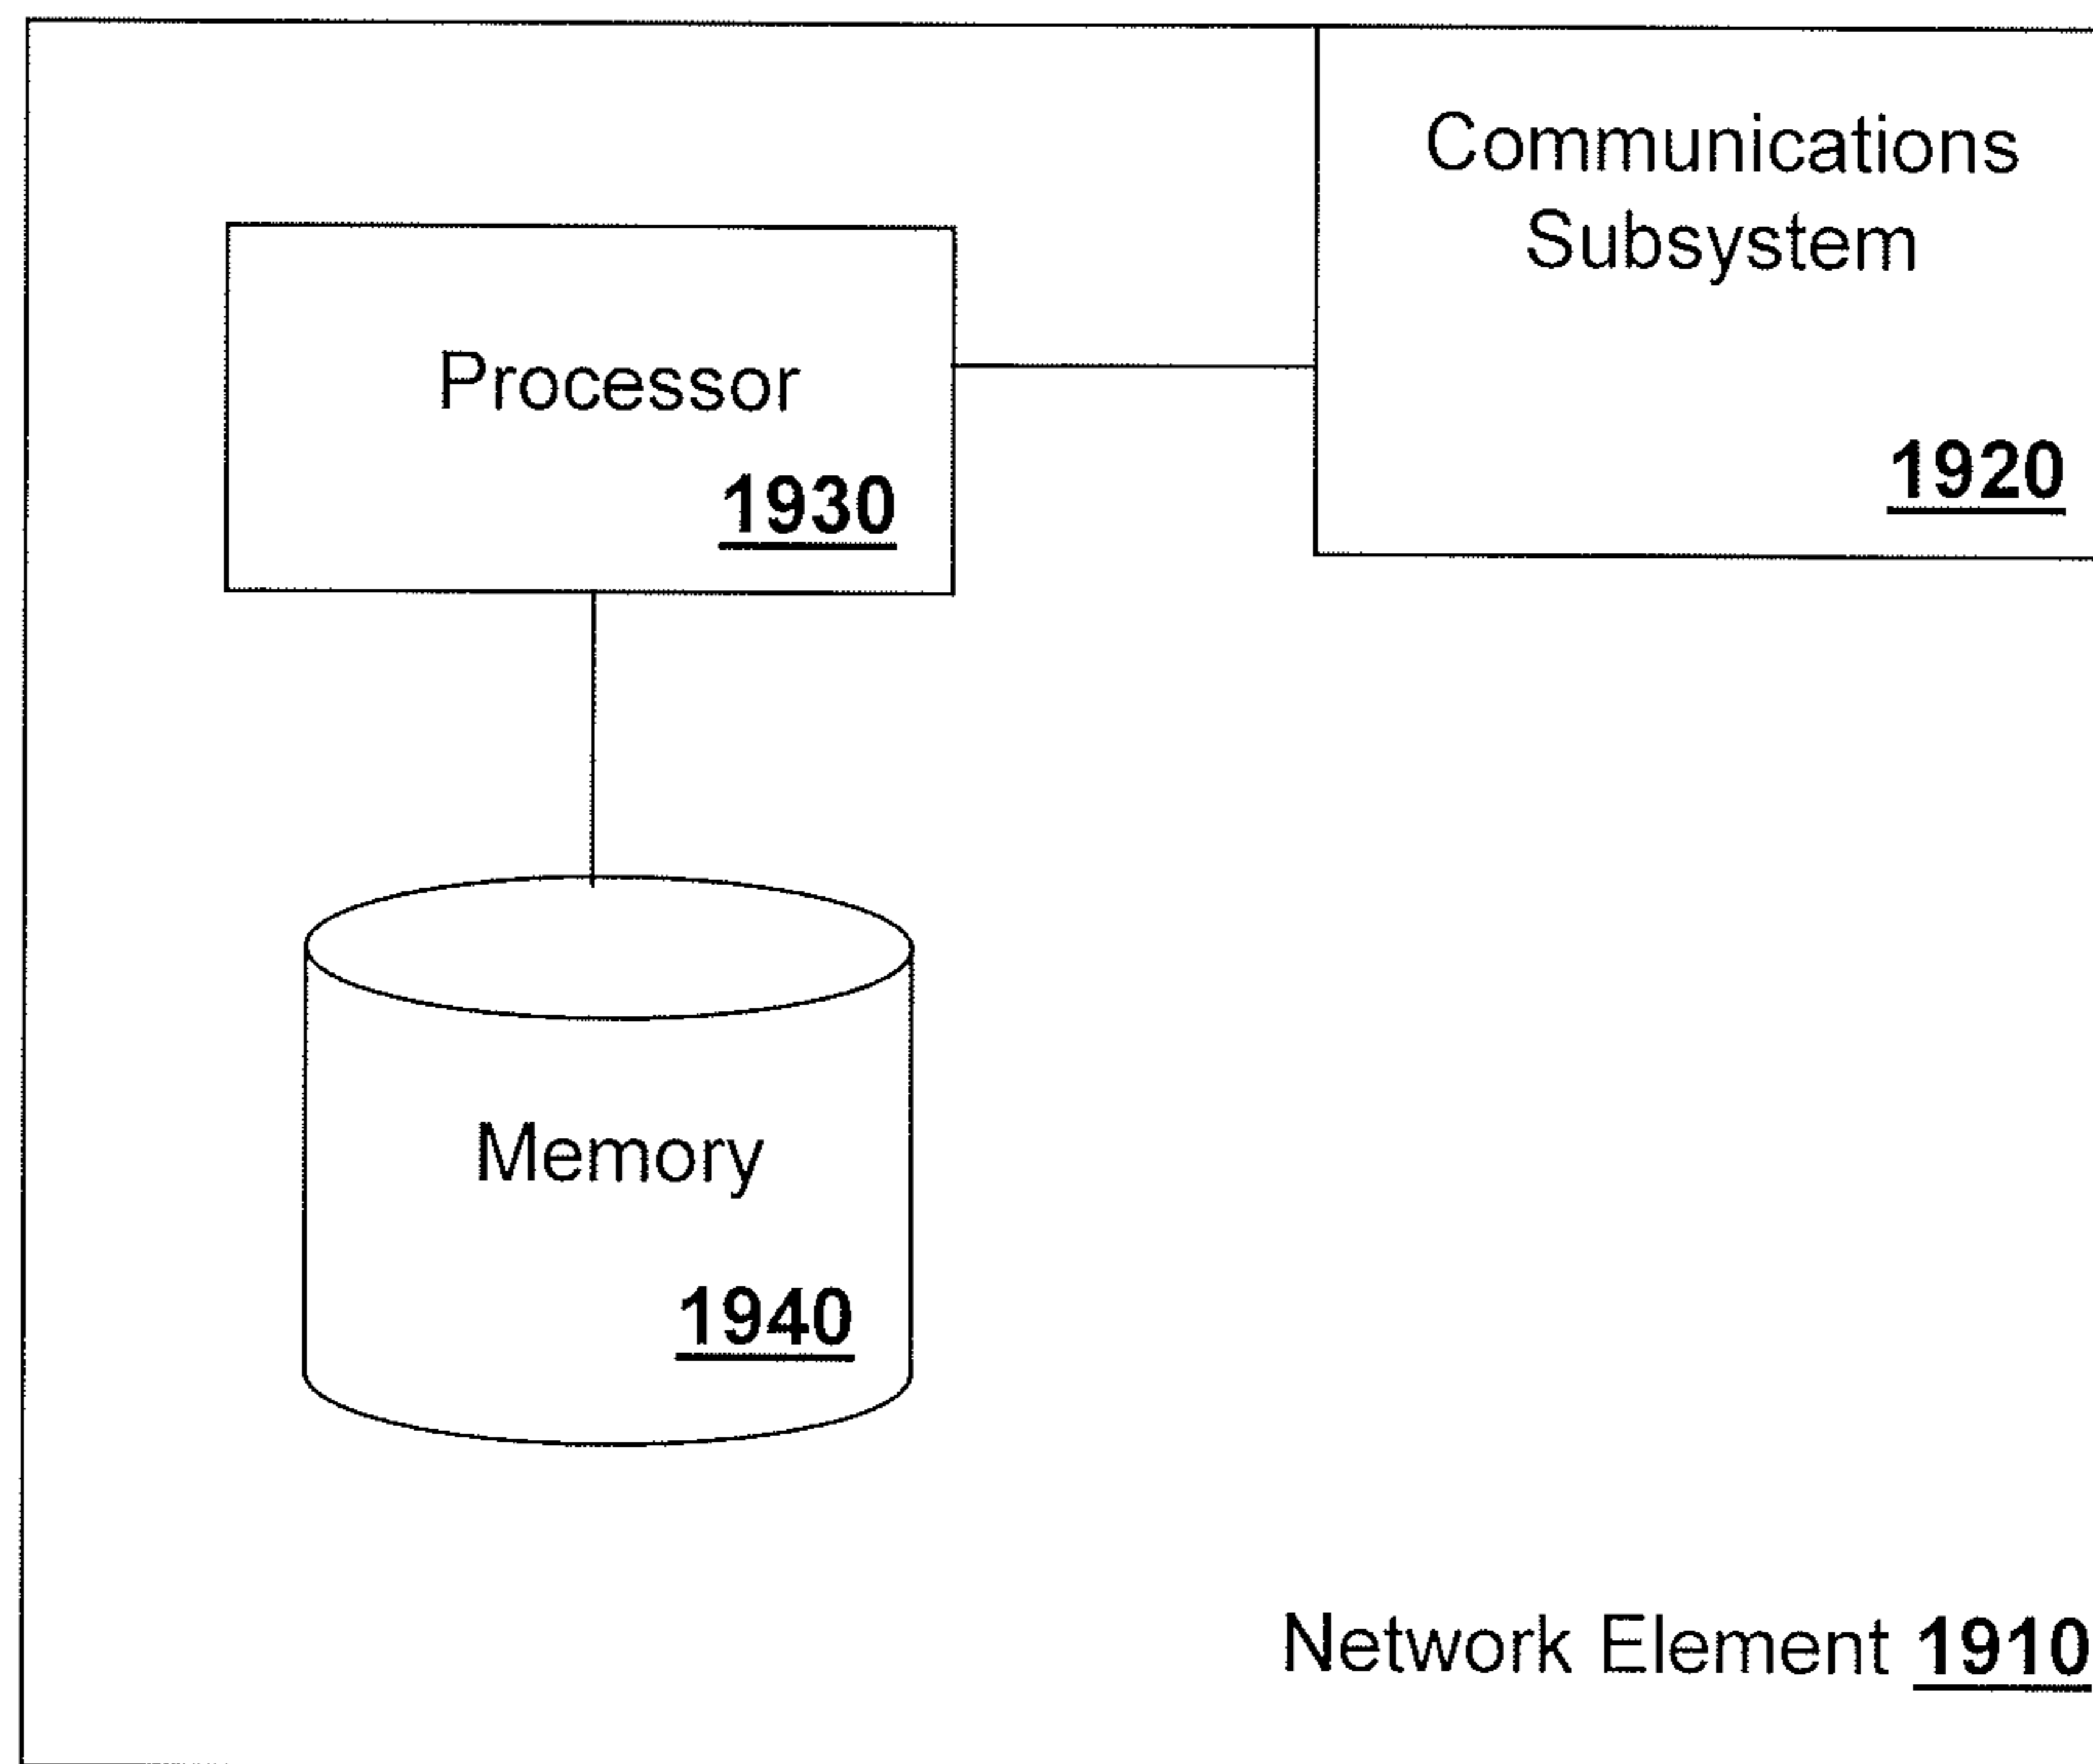 Communications
Subsystem
1920
Processor
1930
Memory
1940
Network Element 1910